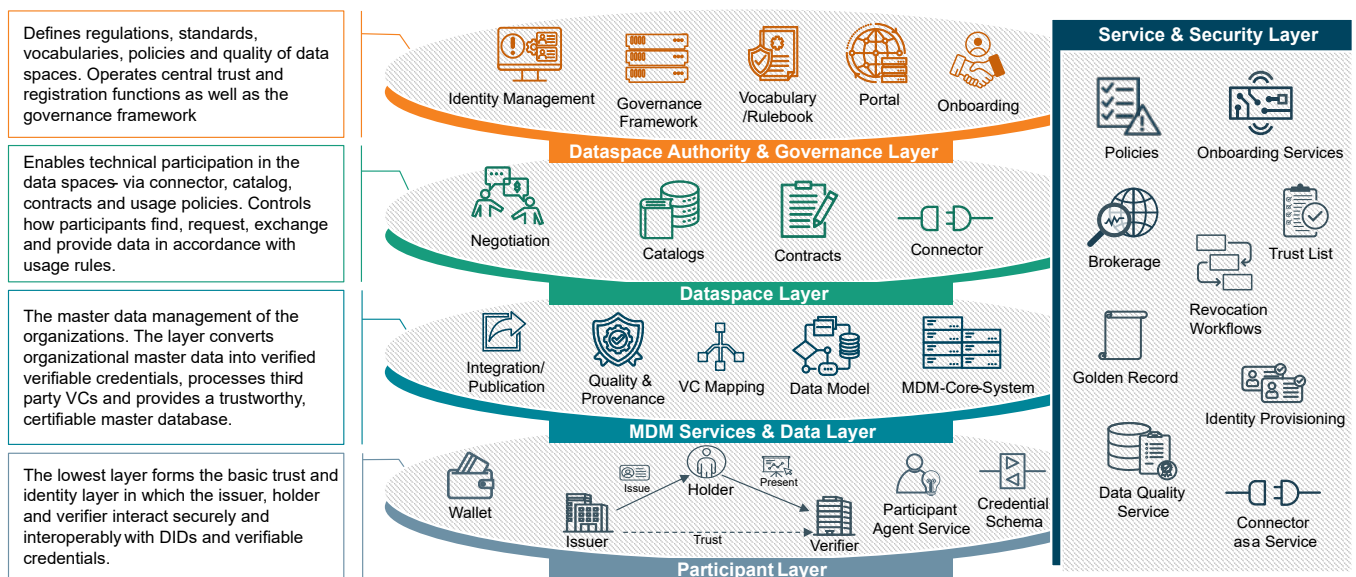 Defines regulations, standards,
vocabularies, policies and quality of data
spaces. Operates central trust and
registration functions as well as the
governance framework
Identity Management
Governance
Framework
Vocabulary
/Rulebook
Portal
Onboarding
Dataspace Authority & Governance Layer
Enables technical participation in the
data spaces- via connector, catalog,
contracts and usage policies. Controls
how participants find, request, exchange
and provide data in accordance with
usage rules.
Negotiation
Catalogs
Contracts
Connector
Dataspace Layer
The master data management of the
organizations. The layer converts
organizational master data into verified
verifiable credentials, processes third-
party VCs and provides a trustworthy,
certifiable master database.
Integration/
Publication
Quality &
Provenance
VC Mapping
Data Model
MDM-Core-System
MDM Services & Data Layer
The lowest layer forms the basic trust and
identity layer in which the issuer, holder
and verifier interact securely and
interoperably with DIDs and verifiable
credentials.
Wallet
Issuer
Issue
Holder
Present
Trust
Verifier
Participant
Agent Service
Credential
Schema
Participant Layer
Service & Security Layer
Policies
Onboarding Services
Brokerage
Trust List
Revocation
Workflows
Golden Record
Identity Provisioning
Data Quality
Service
Connector
as a Service